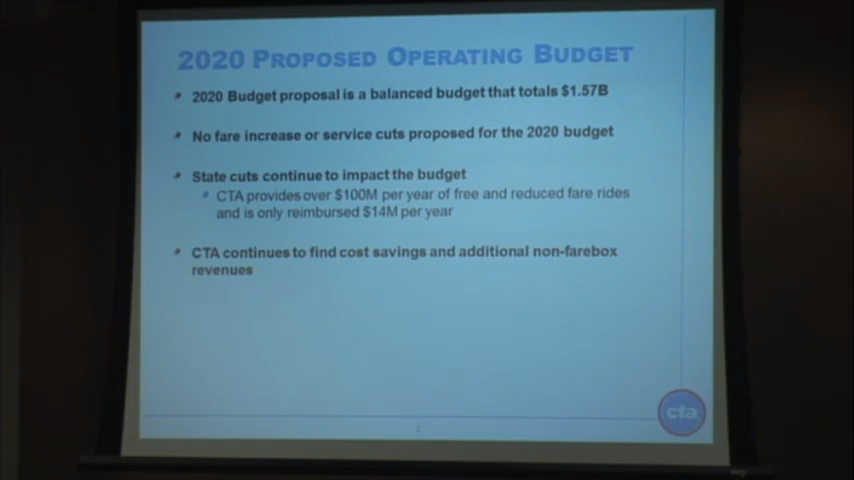 2020 PROPOSED OPERATING BUDGET
2020 Budget proposal is a balanced budget that totals $1.57B
No fare increase or service cuts proposed for the 2020 budget
State cuts continue to impact the budget
CTA provides over $100M per year of free and reduced fare rides
and is only reimbursed $14M per year
CTA continues to find cost savings and additional non-farebox
revenues
cta